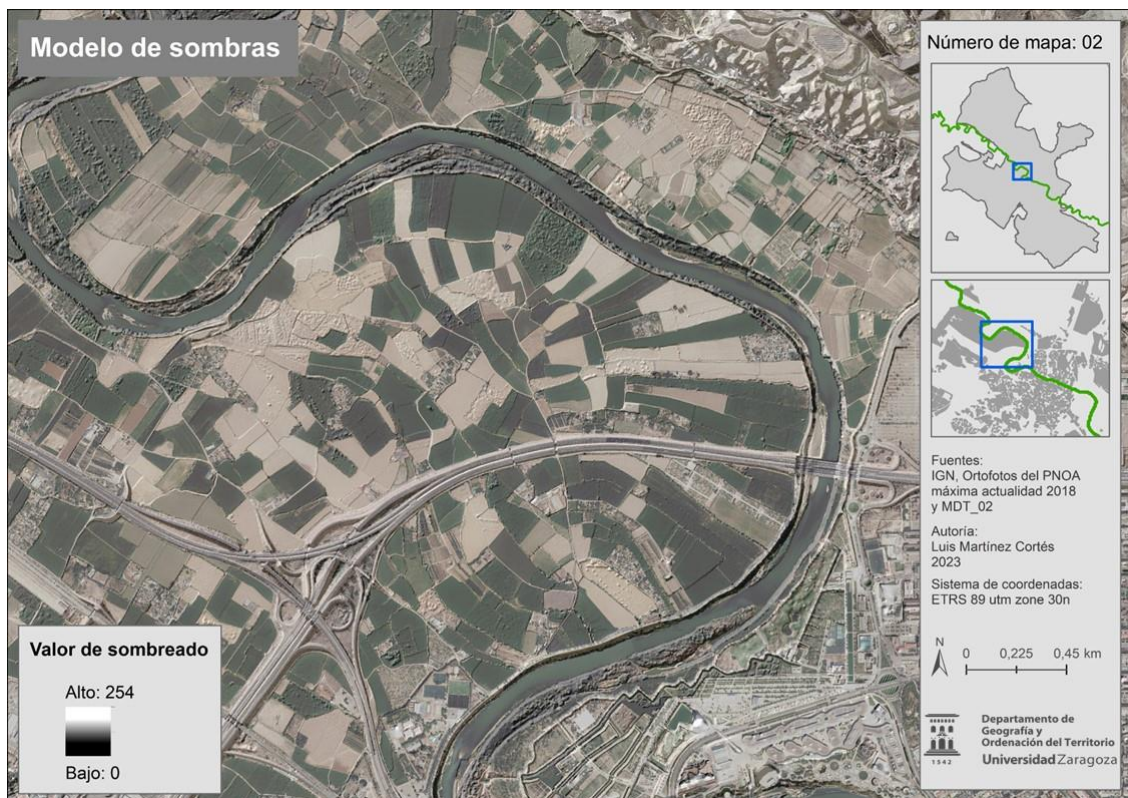 Modelo de sombras
Número de mapa: 02
Fuentes:
IGN, Ortofotos del PNOA
máxima actualidad 2018
y MDT_02
Autoría:
Luis Martínez Cortés
2023
Sistema de coordenadas:
ETRS 89 utm zone 30n
N
0 0,225 0,45 km
Departamento de
Geografía y
Ordenación del Territorio
Universidad Zaragoza
1542
Valor de sombreado
Alto: 254
Bajo: 0